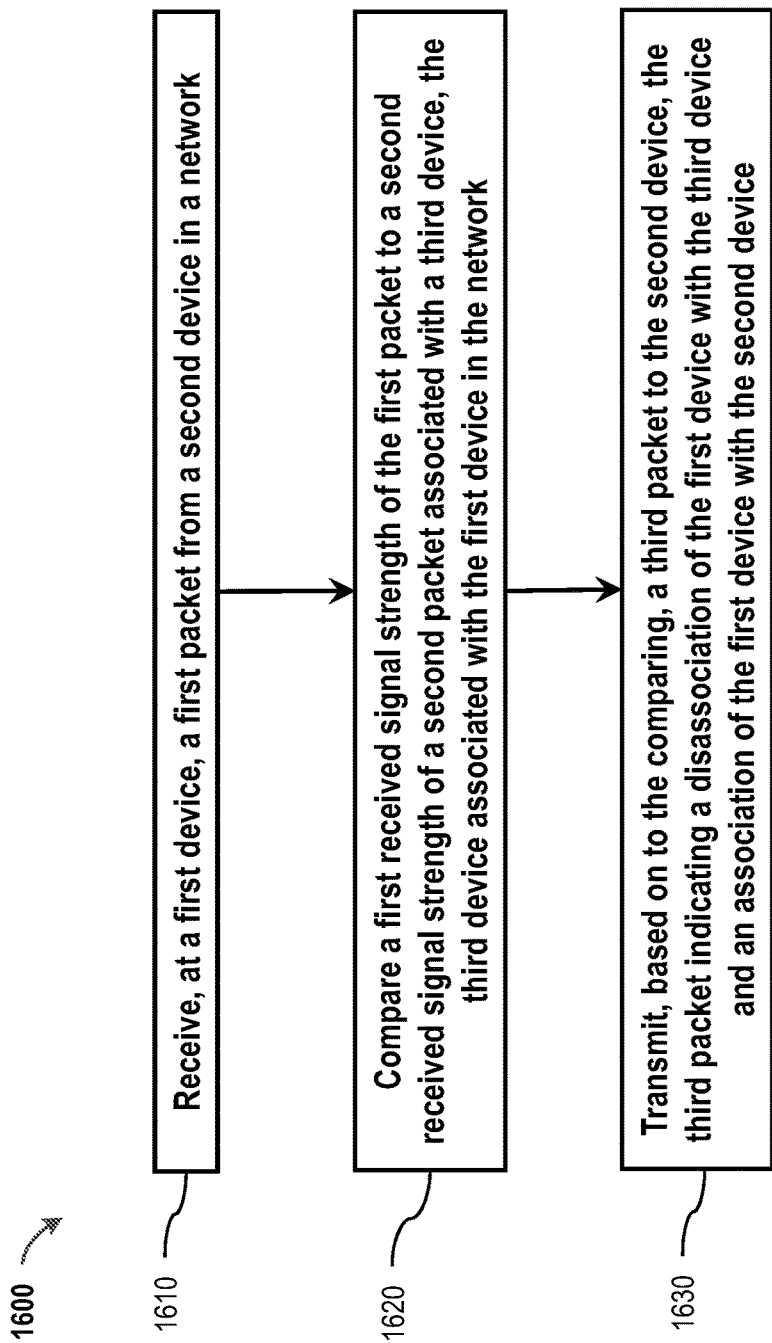 1600
1610
Receive, at a first device, a first packet from a second device in a network
1620
Compare a first received signal strength of the first packet to a second
received signal strength of a second packet associated with a third device, the
third device associated with the first device in the network
1630
Transmit, based on to the comparing, a third packet to the second device, the
third packet indicating a disassociation of the first device with the third device
and an association of the first device with the second device